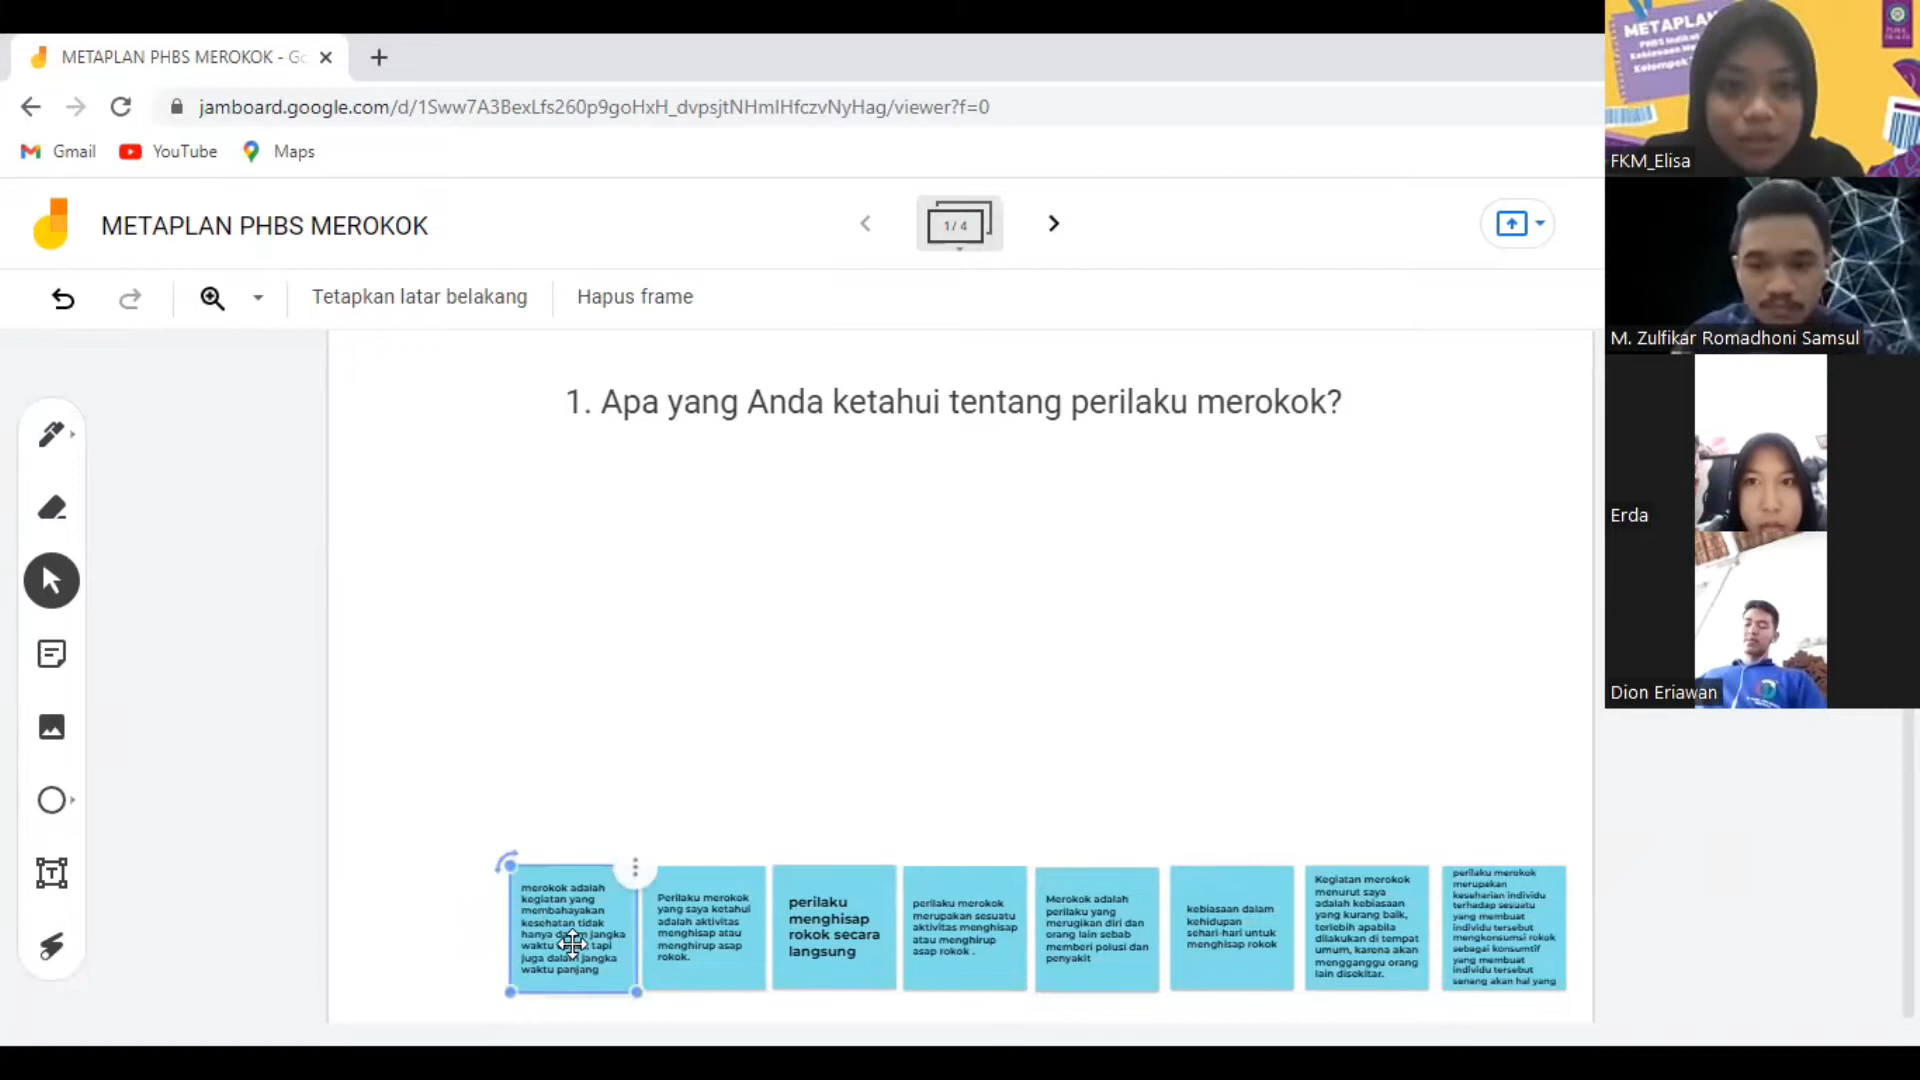 METAPLAN PHBS MEROKOK - Go
jamboard.google.com/d/1Sww7A3BexLfs260p9goHxH_dvpsjtNHmIHfczvNyHag/viewer?f=0
Gmail
YouTube
Maps
METAPLAN PHBS MEROKOK
1 / 4
Tetapkan latar belakang
Hapus frame
1. Apa yang Anda ketahui tentang perilaku merokok?
merokok adalah
kegiatan yang
membahayakan
kesehatan tidak
hanya dalam jangka
waktu tapi
juga dalam jangka
waktu panjang
Perilaku merokok
yang saya ketahui
adalah aktivitas
menghisap atau
menghirup asap
rokok.
perilaku
menghisap
rokok secara
langsung
perilaku merokok
merupakan sesuatu
aktivitas menghisap
atau menghirup
asap rokok .
Merokok adalah
perilaku yang
merugikan diri dan
orang lain sebab
memberi polusi dan
penyakit
kebiasaan dalam
kehidupan
sehari-hari untuk
menghisap rokok
Kegiatan merokok
menurut saya
adalah kebiasaan
yang kurang baik,
terlebih apabila
dilakukan di tempat
umum, karena akan
mengganggu orang
lain disekitar.
perilaku merokok
merupakan
keseharian individu
terhadap sesuatu
yang membuat
individu tersebut
mengkonsumsi rokok
sebagai konsumtif
yang membuat
individu tersebut
senang akan hal yang
METAPLAN
PHBS Indikat
Kebiasaan Me
Kelompok
FKM_Elisa
M. Zulfikar Romadhoni Samsul
Erda
Dion Eriawan